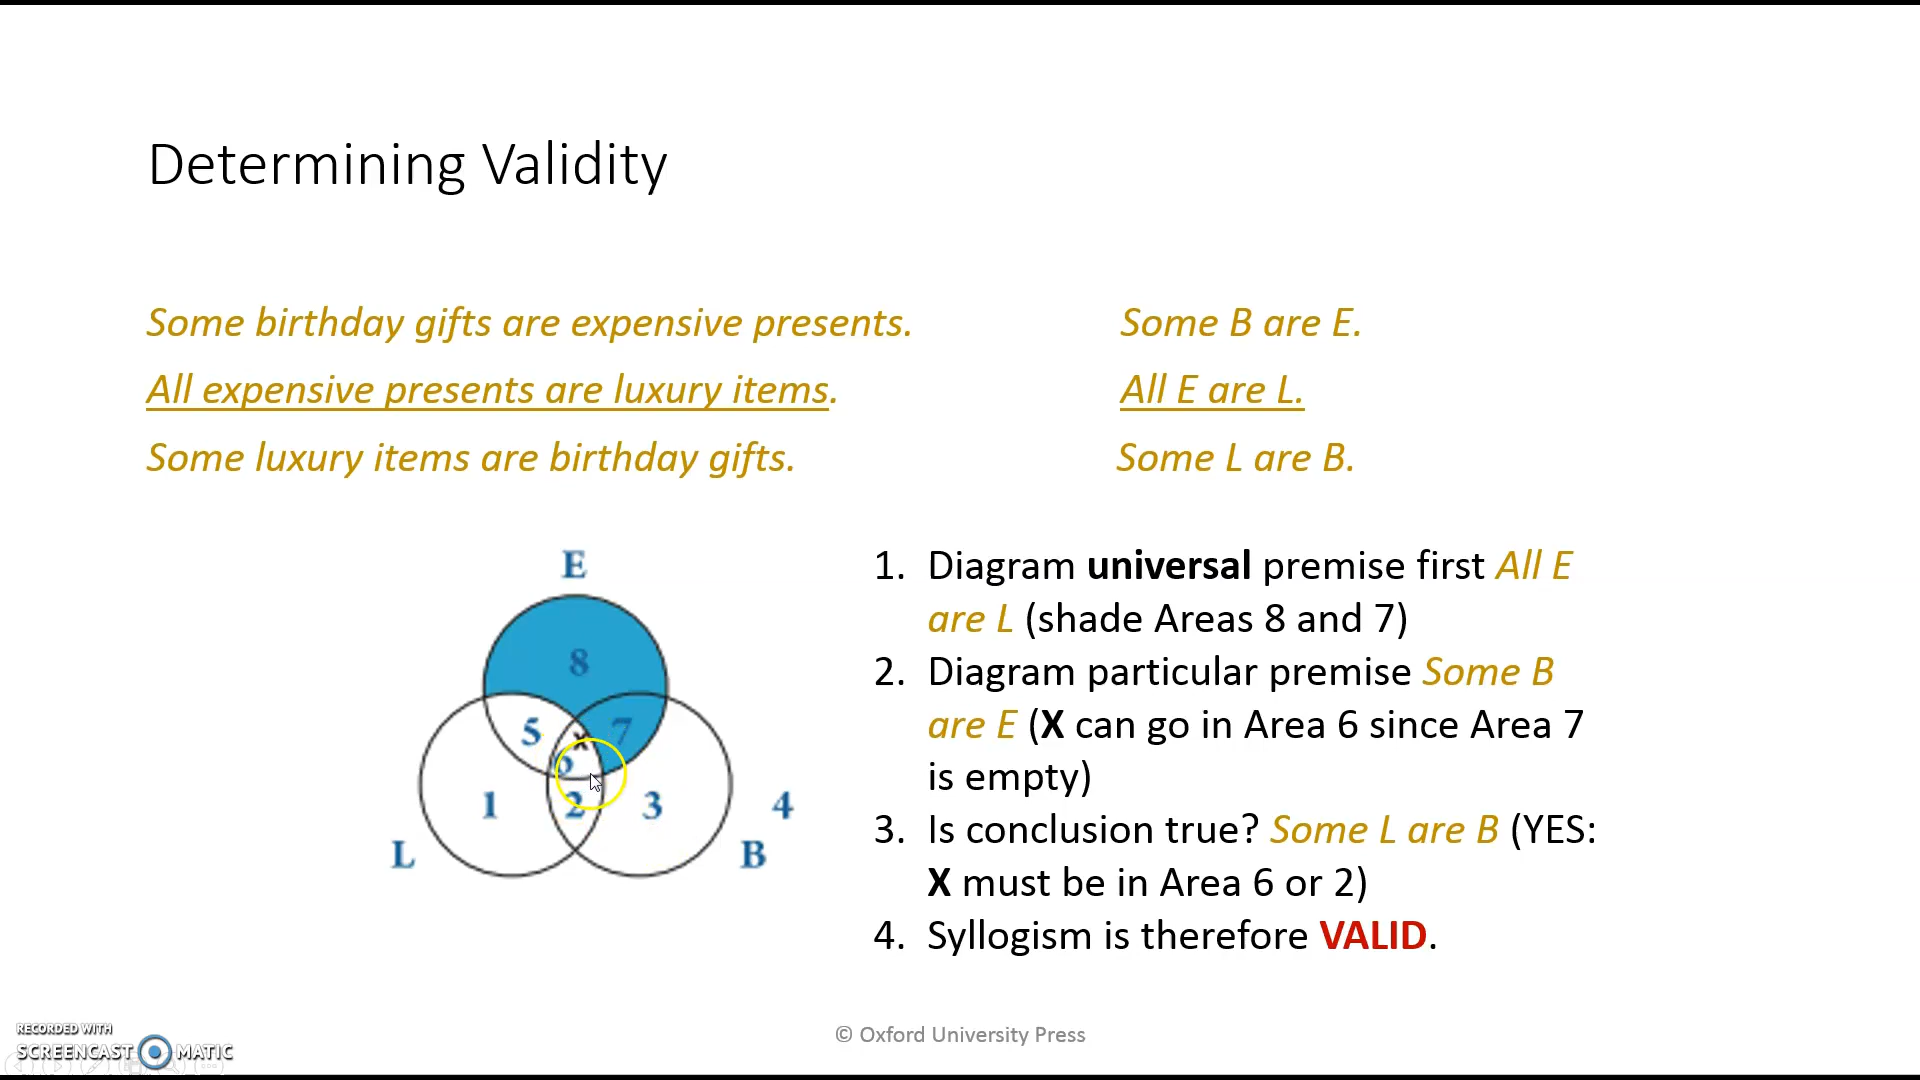 Determining Validity
Some birthday gifts are expensive presents.
All expensive presents are luxury items.
Some luxury items are birthday gifts.
Some B are E.
All E are L.
Some L are B.
E
8
5
7
x
6
1
2
3
4
L
B
1. Diagram universal premise first All E
are L (shade Areas 8 and 7)
2. Diagram particular premise Some B
are E (X can go in Area 6 since Area 7
is empty)
3. Is conclusion true? Some L are B (YES:
X must be in Area 6 or 2)
4. Syllogism is therefore VALID.
© Oxford University Press
RECORDED WITH
SCREENCAST MATIC